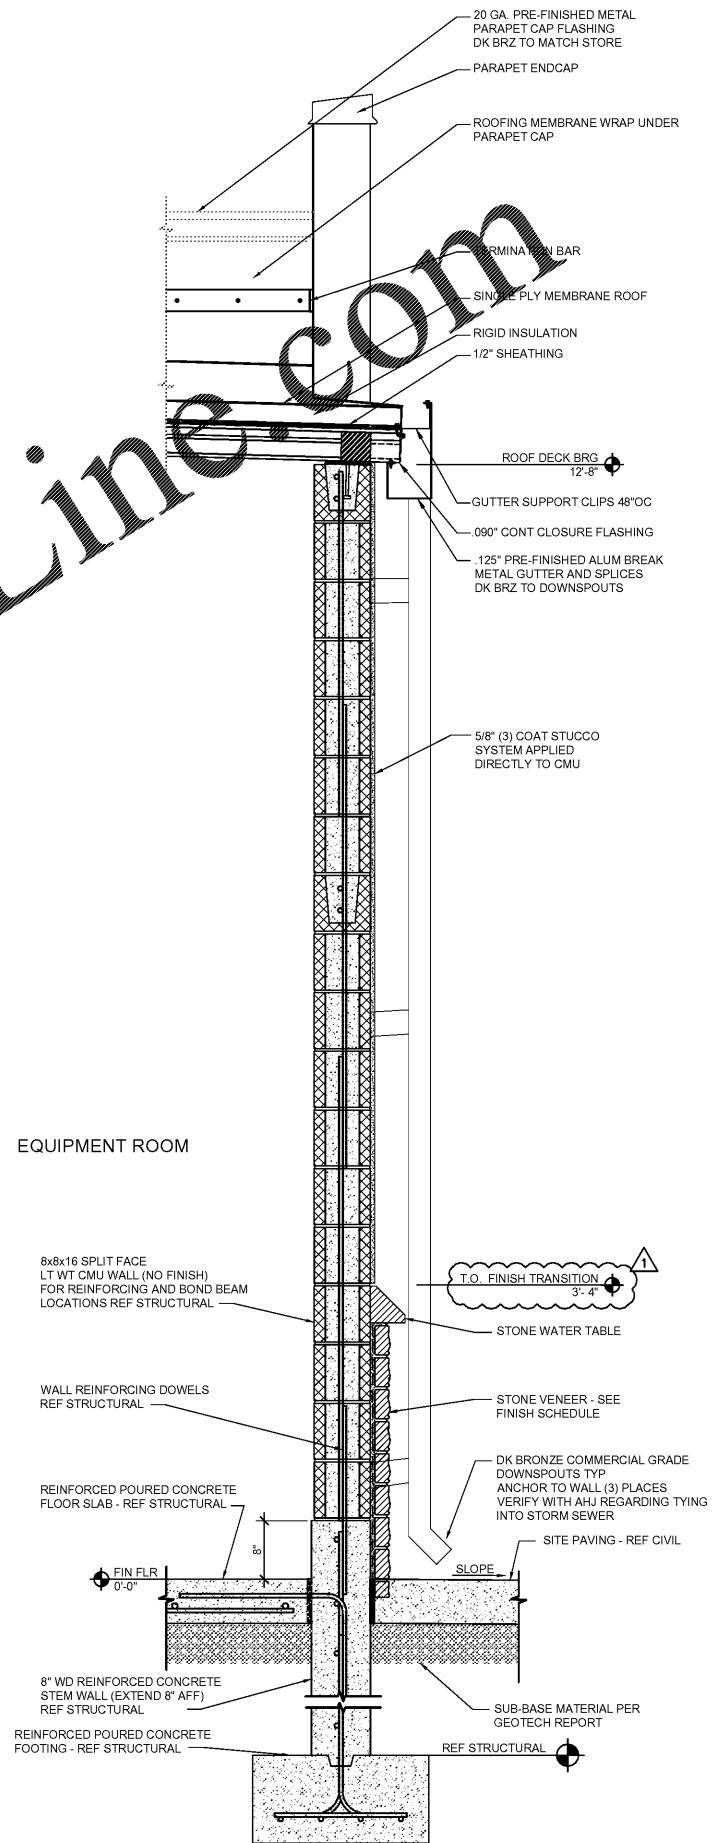 20 GA. PRE-FINISHED METAL
PARAPET CAP FLASHING
DK BRZ TO MATCH STORE
PARAPET ENDCAP
ROOFING MEMBRANE WRAP UNDER
PARAPET CAP
TERMINATION BAR
SINGLE PLY MEMBRANE ROOF
RIGID INSULATION
1/2" SHEATHING
Line.com
ROOF DECK BRG
12'-8"
GUTTER SUPPORT CLIPS 48"OC
.090" CONT CLOSURE FLASHING
.125" PRE-FINISHED ALUM BREAK
METAL GUTTER AND SPLICES
DK BRZ TO DOWNSPOUTS
5/8" (3) COAT STUCCO
SYSTEM APPLIED
DIRECTLY TO CMU
EQUIPMENT ROOM
8x8x16 SPLIT FACE
LT WT CMU WALL (NO FINISH)
FOR REINFORCING AND BOND BEAM
LOCATIONS REF STRUCTURAL
1
T.O. FINISH TRANSITION
3'- 4"
STONE WATER TABLE
WALL REINFORCING DOWELS
REF STRUCTURAL
STONE VENEER - SEE
FINISH SCHEDULE
DK BRONZE COMMERCIAL GRADE
DOWNSPOUTS TYP
ANCHOR TO WALL (3) PLACES
VERIFY WITH AHJ REGARDING TYING
INTO STORM SEWER
REINFORCED POURED CONCRETE
FLOOR SLAB - REF STRUCTURAL
8"
SITE PAVING - REF CIVIL
SLOPE
FIN FLR
0'-0"
8" WD REINFORCED CONCRETE
STEM WALL (EXTEND 8" AFF)
REF STRUCTURAL
SUB-BASE MATERIAL PER
GEOTECH REPORT
REINFORCED POURED CONCRETE
FOOTING - REF STRUCTURAL
REF STRUCTURAL